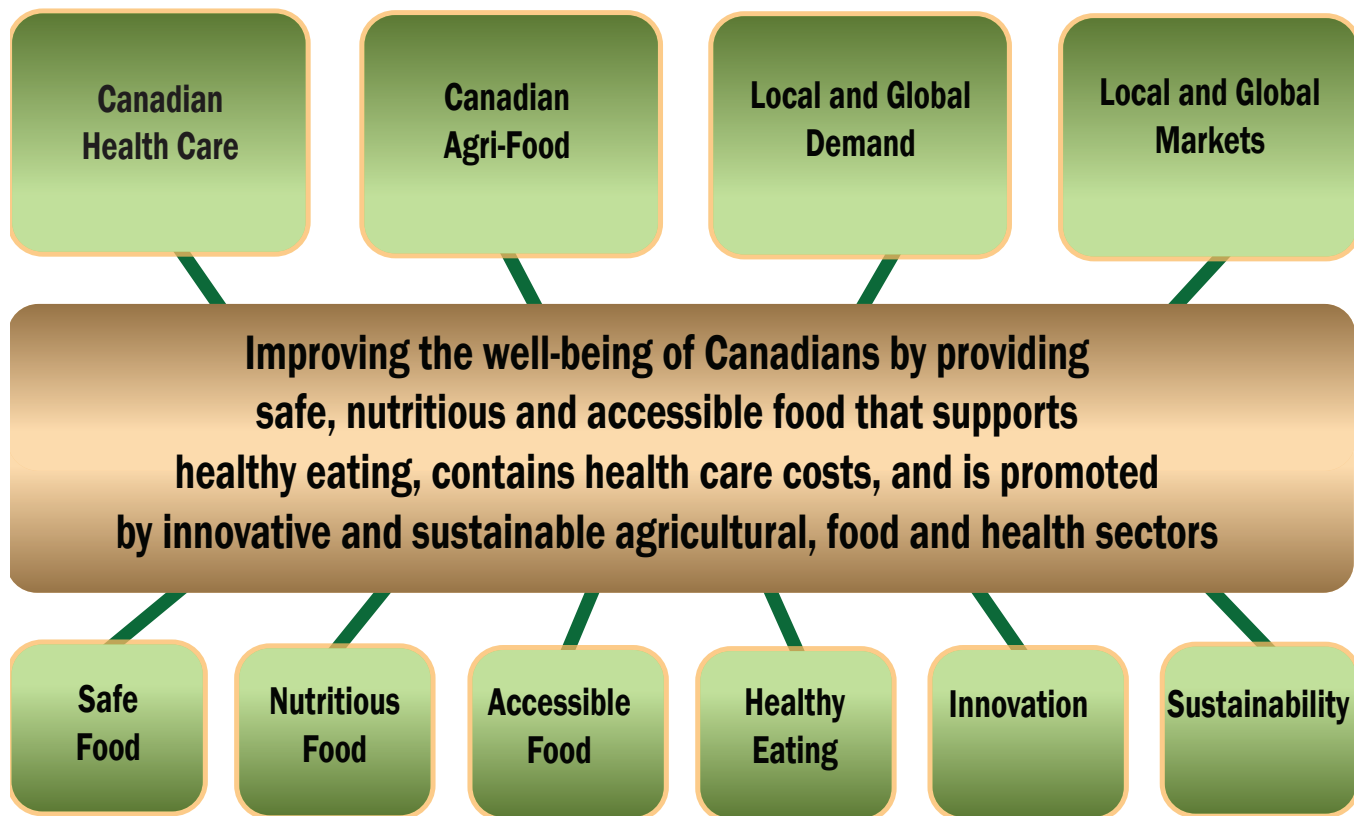 Canadian
Health Care
Canadian
Agri-Food
Local and Global
Demand
Local and Global
Markets
Improving the well-being of Canadians by providing
safe, nutritious and accessible food that supports
healthy eating, contains health care costs, and is promoted
by innovative and sustainable agricultural, food and health sectors
Safe
Food
Nutritious
Food
Accessible
Food
Healthy
Eating
Innovation
Sustainability